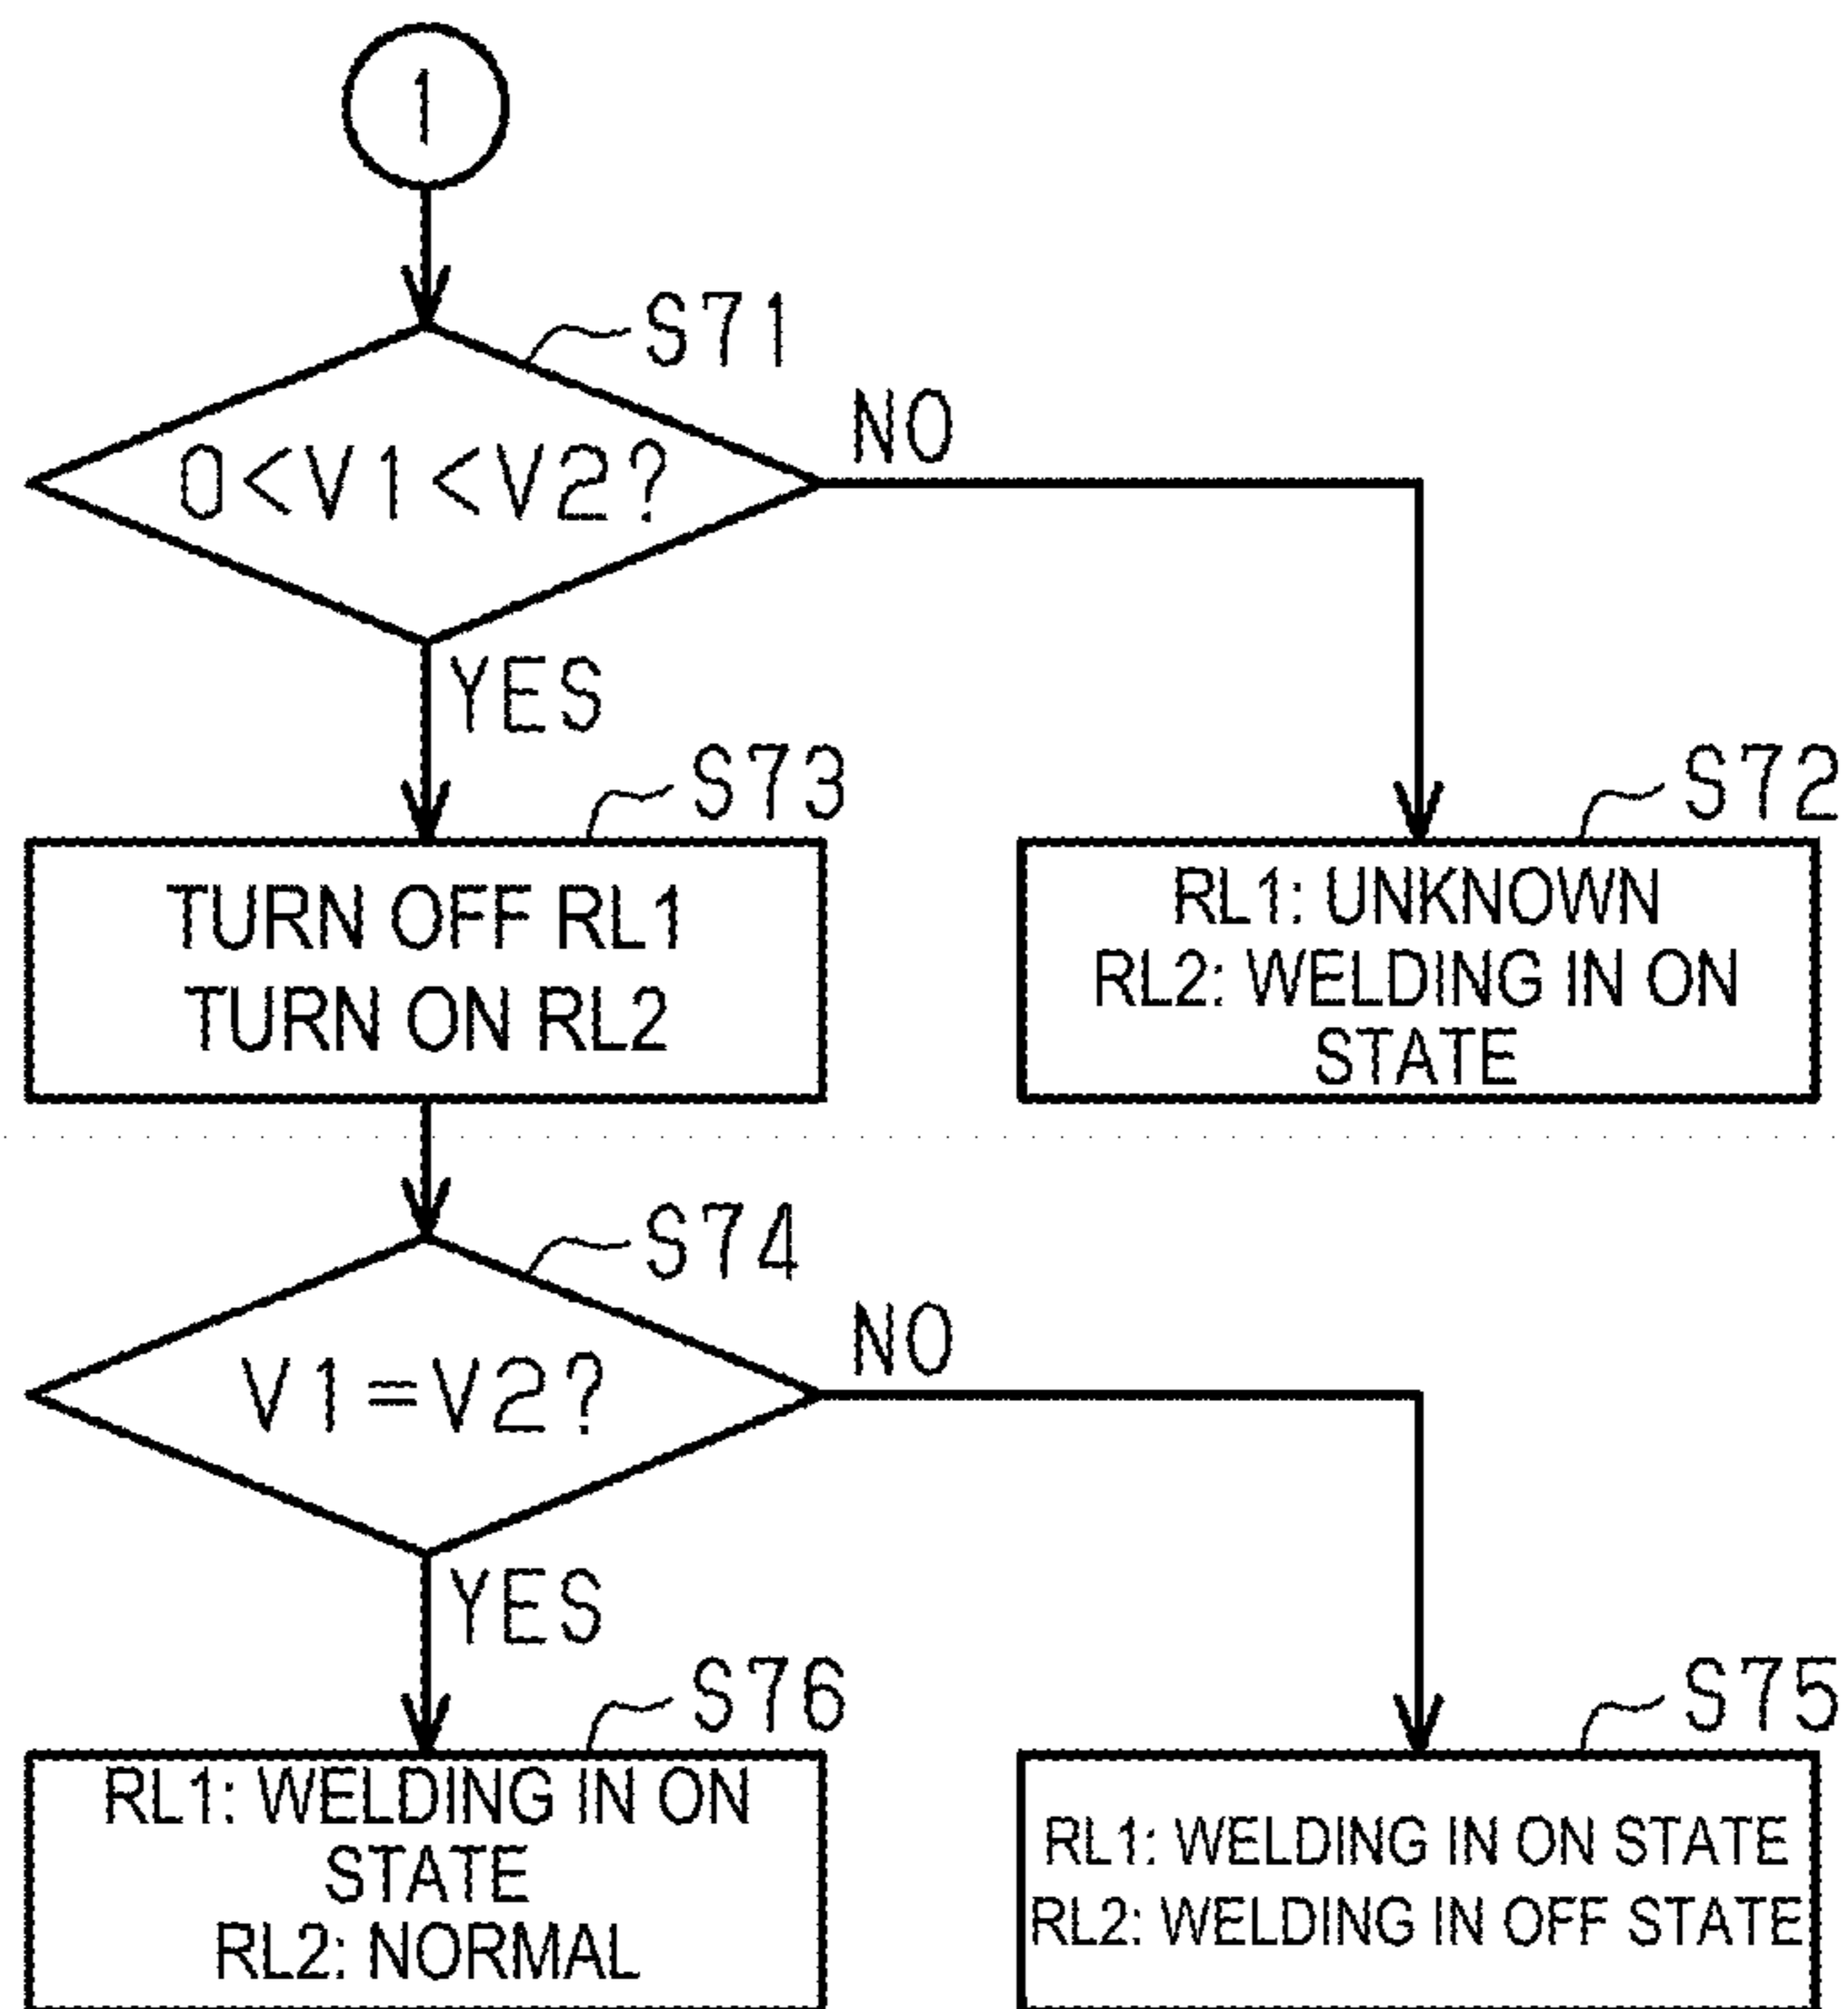 1
S71
0<V1<V2?
NO
YES
S73
S72
TURN OFF RL1
TURN ON RL2
RL1: UNKNOWN
RL2: WELDING IN ON
STATE
S74
V1=V2?
NO
YES
S76
S75
RL1: WELDING IN ON
STATE
RL2: NORMAL
RL1: WELDING IN ON STATE
RL2: WELDING IN OFF STATE